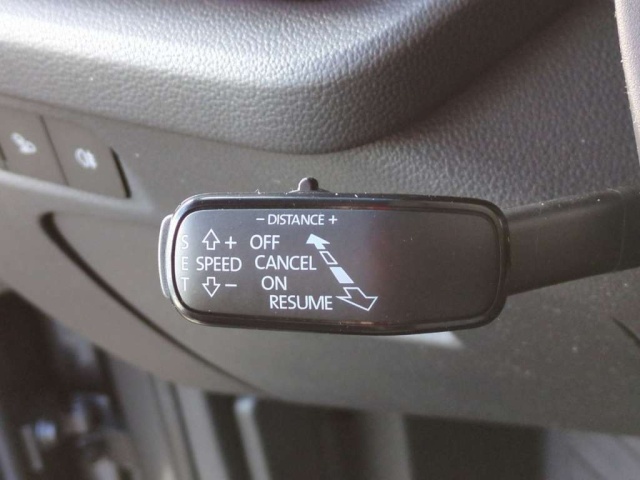 - DISTANCE +
S + OFF
E SPEED CANCEL
T - ON
RESUME